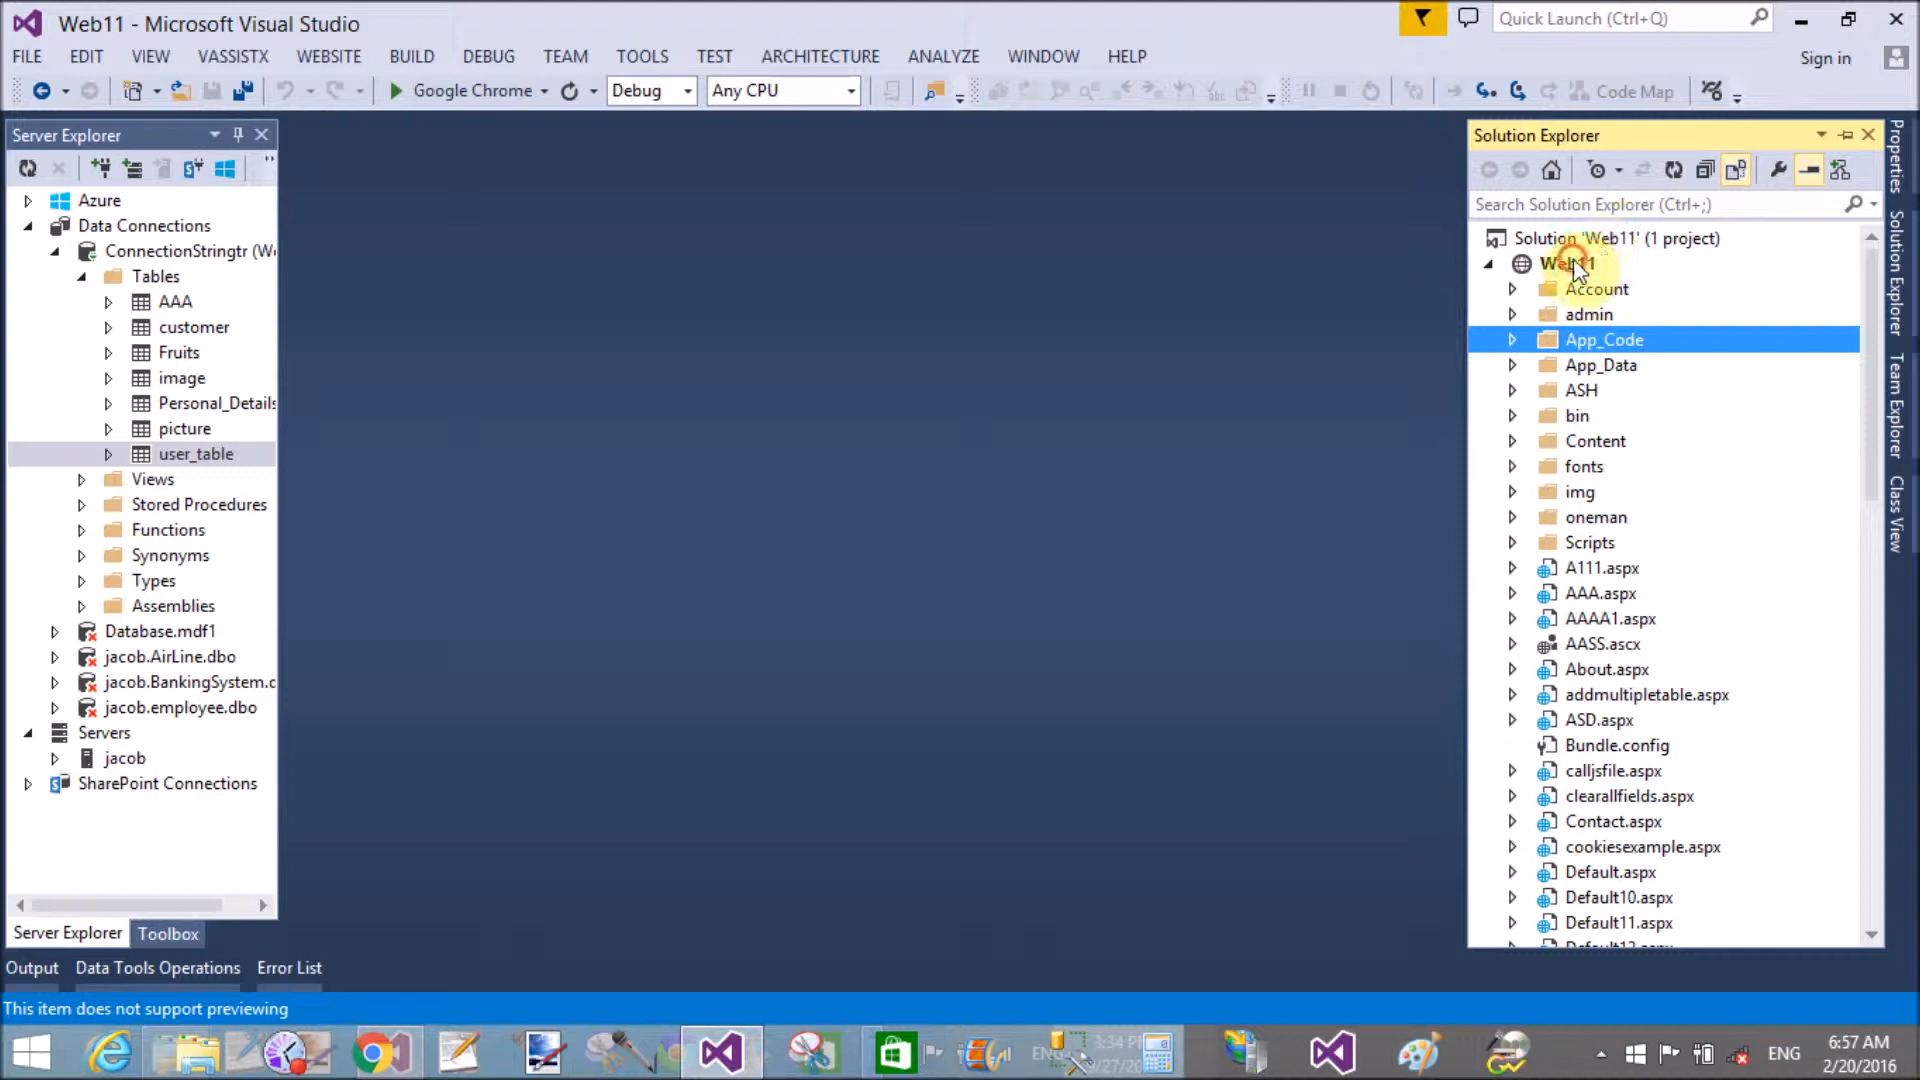 Web11 - Microsoft Visual Studio
Quick Launch (Ctrl+Q)
FILE EDIT VIEW VASSISTX WEBSITE BUILD DEBUG TEAM TOOLS TEST ARCHITECTURE ANALYZE WINDOW HELP
Sign in
Google Chrome Debug Any CPU Code Map
Server Explorer
Azure
Data Connections
ConnectionStringtr (We
Tables
AAA
customer
Fruits
image
Personal_Details
picture
user_table
Views
Stored Procedures
Functions
Synonyms
Types
Assemblies
Database.mdf1
jacob.AirLine.dbo
jacob.BankingSystem.c
jacob.employee.dbo
Servers
jacob
SharePoint Connections
Server Explorer Toolbox
Output Data Tools Operations Error List
Solution Explorer
Search Solution Explorer (Ctrl+;)
Solution 'Web11' (1 project)
Web11
Account
admin
App_Code
App_Data
ASH
bin
Content
fonts
img
oneman
Scripts
A111.aspx
AAA.aspx
AAAA1.aspx
AASS.ascx
About.aspx
addmultipletable.aspx
ASD.aspx
Bundle.config
calljsfile.aspx
clearallfields.aspx
Contact.aspx
cookiesexample.aspx
Default.aspx
Default10.aspx
Default11.aspx
Properties
Solution Explorer
Team Explorer
Class View
This item does not support previewing
ENG
6:57 AM
2/20/2016